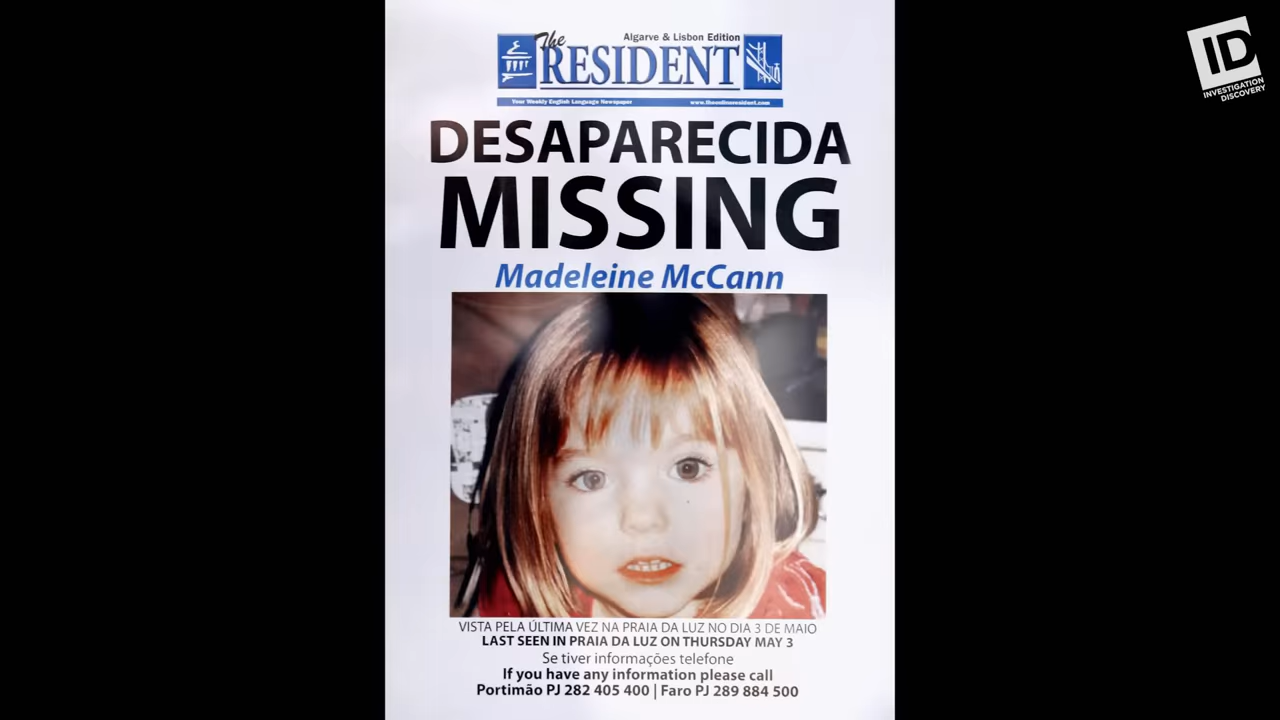 The
Algarve & Lisbon Edition
RESIDENT
Your Weekly English Language Newspaper www.theonlineresident.com
DESAPARECIDA
MISSING
Madeleine McCann
VISTA PELA ÚLTIMA VEZ NA PRAIA DA LUZ NO DIA 3 DE MAIO
LAST SEEN IN PRAIA DA LUZ ON THURSDAY MAY 3
Se tiver informações telefone
If you have any information please call
Portimão PJ 282 405 400 | Faro PJ 289 884 500
ID
INVESTIGATION
DISCOVERY